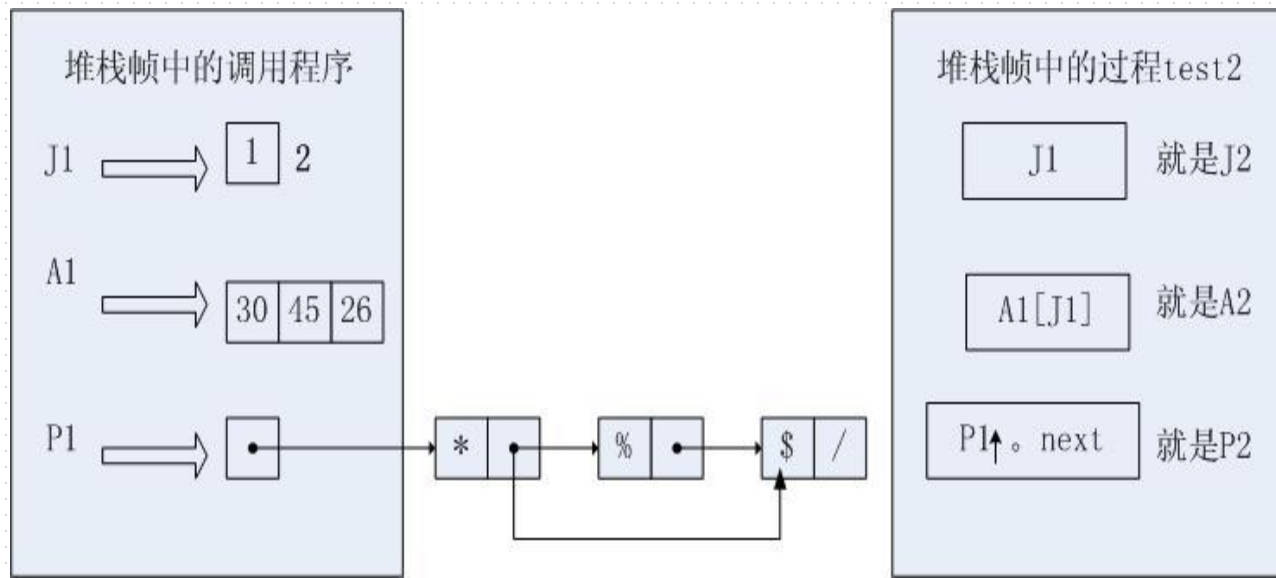 堆栈帧中的调用程序
J1 1 2
A1 30 45 26
P1
* % $ /
堆栈帧中的过程test2
J1 就是J2
A1[J1] 就是A2
P1↑。next 就是P2